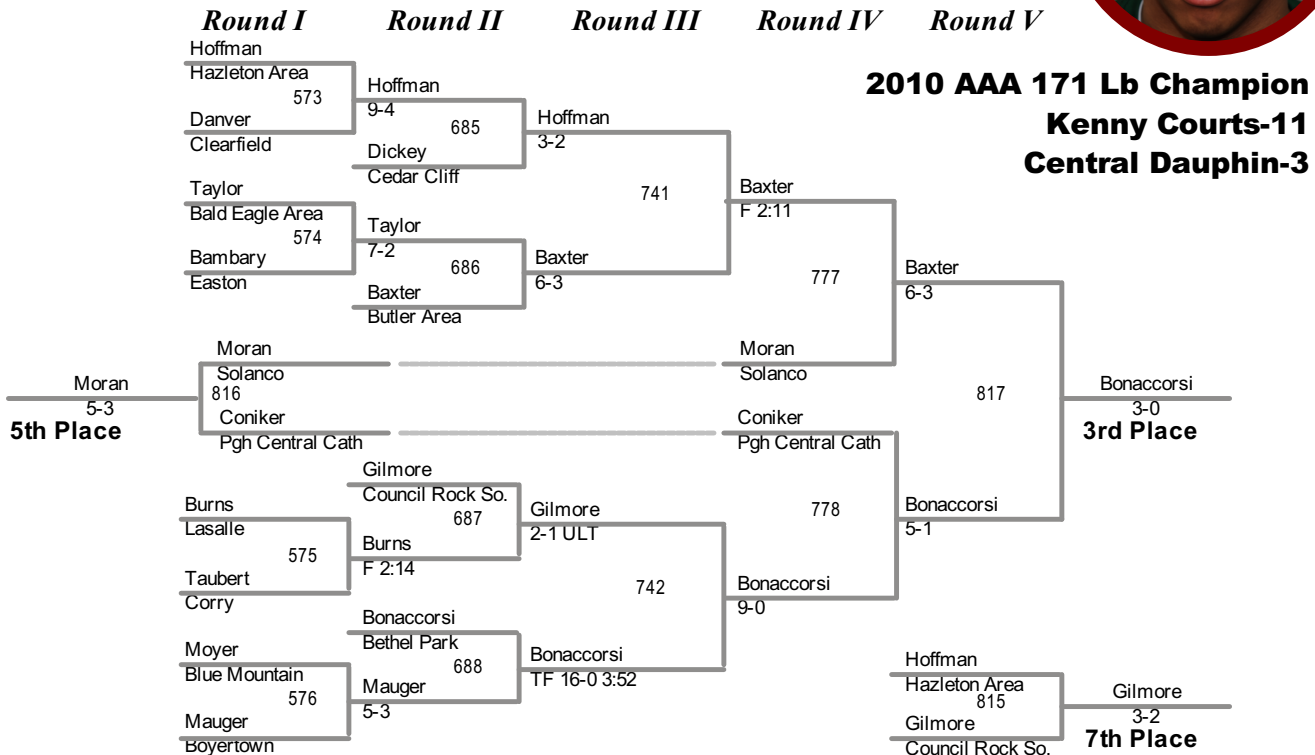 Round I Round II Round III Round IV Round V
2010 AAA 171 Lb Champion
Kenny Courts-11
Central Dauphin-3
Hoffman
Hazleton Area
573
Danver
Clearfield
Hoffman
9-4
685
Dickey
Cedar Cliff
Hoffman
3-2
Taylor
Bald Eagle Area
574
Bambary
Easton
Taylor
7-2
686
Baxter
Butler Area
Baxter
6-3
741
Baxter
F 2:11
777
Moran
Solanco
Baxter
6-3
Moran
Solanco
816
Coniker
Pgh Central Cath
Moran
5-3
5th Place
Coniker
Pgh Central Cath
817
Bonaccorsi
3-0
3rd Place
Gilmore
Council Rock So.
687
Burns
Lasalle
575
Taubert
Corry
Burns
F 2:14
Gilmore
2-1 ULT
742
778
Bonaccorsi
5-1
Bonaccorsi
9-0
Bonaccorsi
Bethel Park
688
Moyer
Blue Mountain
576
Mauger
Boyertown
Mauger
5-3
Bonaccorsi
TF 16-0 3:52
Hoffman
Hazleton Area
815
Gilmore
Council Rock So.
Gilmore
3-2
7th Place